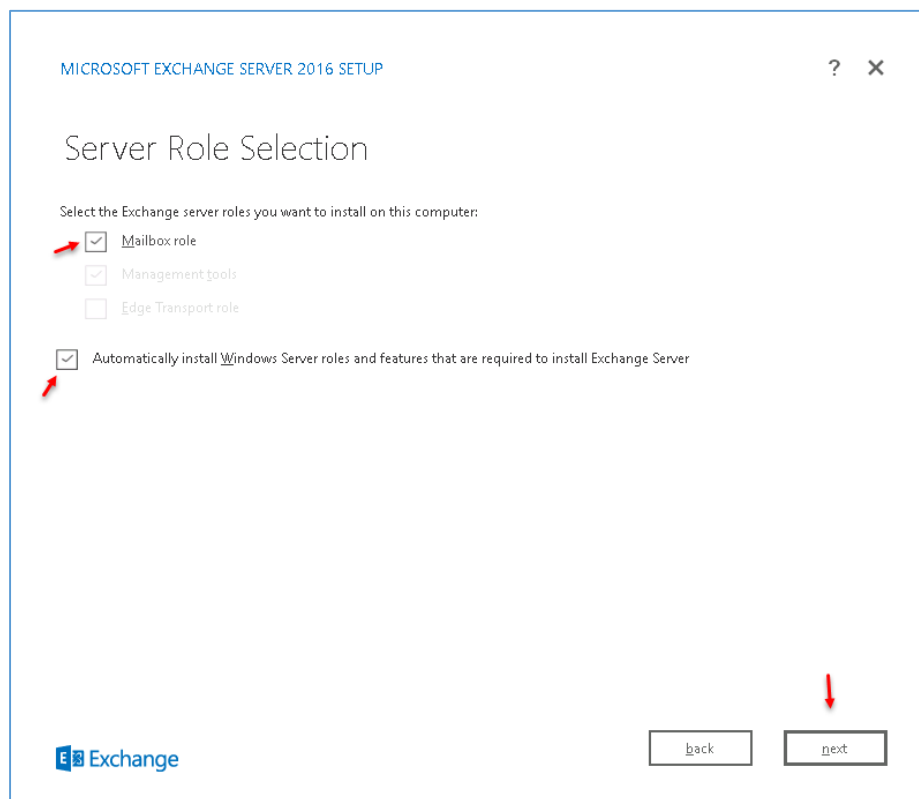 MICROSOFT EXCHANGE SERVER 2016 SETUP
?
Server Role Selection
Select the Exchange server roles you want to install on this computer:
Mailbox role
Management tools
Edge Transport role
Automatically install Windows Server roles and features that are required to install Exchange Server
back
next
Exchange